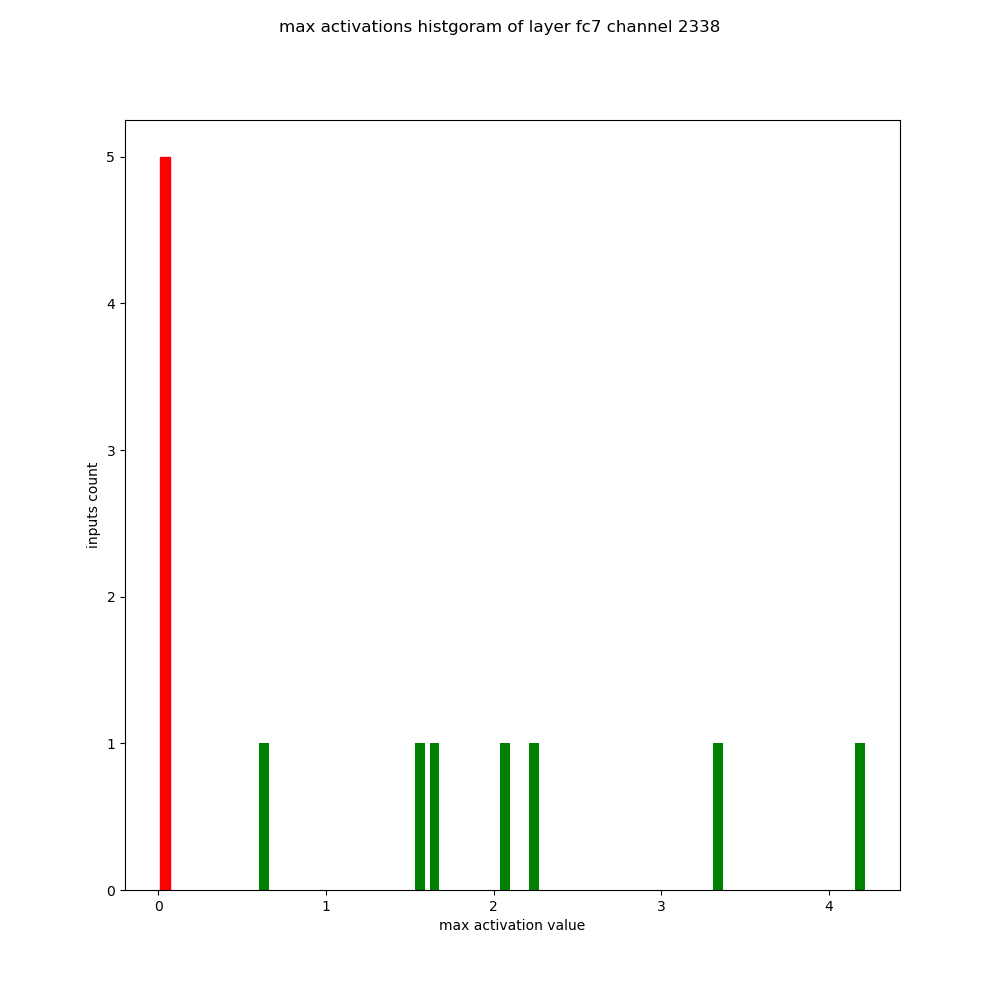 max activations histgoram of layer fc7 channel 2338
5
4
3
2
1
0
inputs count
0 1 2 3 4
max activation value